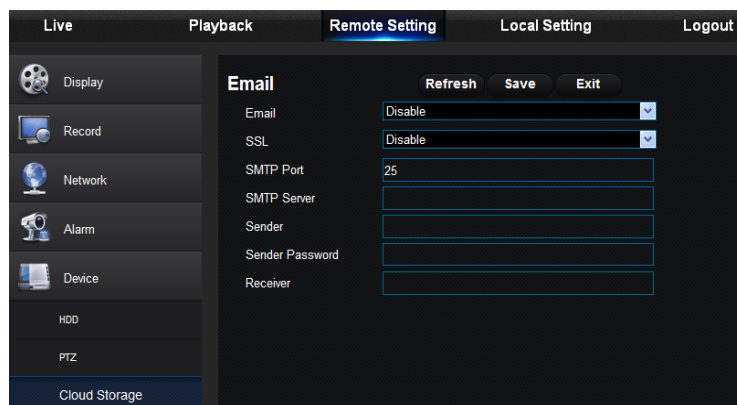 Live Playback Remote Setting Local Setting Logout
Display
Record
Network
Alarm
Device
HDD
PTZ
Cloud Storage
Email Refresh Save Exit
Email Disable
SSL Disable
SMTP Port 25
SMTP Server
Sender
Sender Password
Receiver